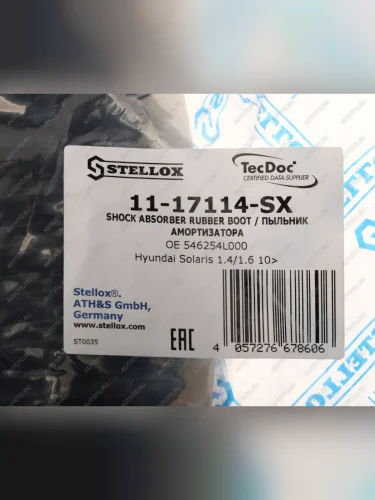 STELLOX
TecDoc
CERTIFIED DATA SUPPLIER
11-17114-SX
SHOCK ABSORBER RUBBER BOOT / ПЫЛЬНИК
АМОРТИЗАТОРА
OE 546254L000
Hyundai Solaris 1.4/1.6 10>
Stellox®.
ATH&S GmbH,
Germany
www.stellox.com
ST0035
EAC
4 057276 678606
STELLOX